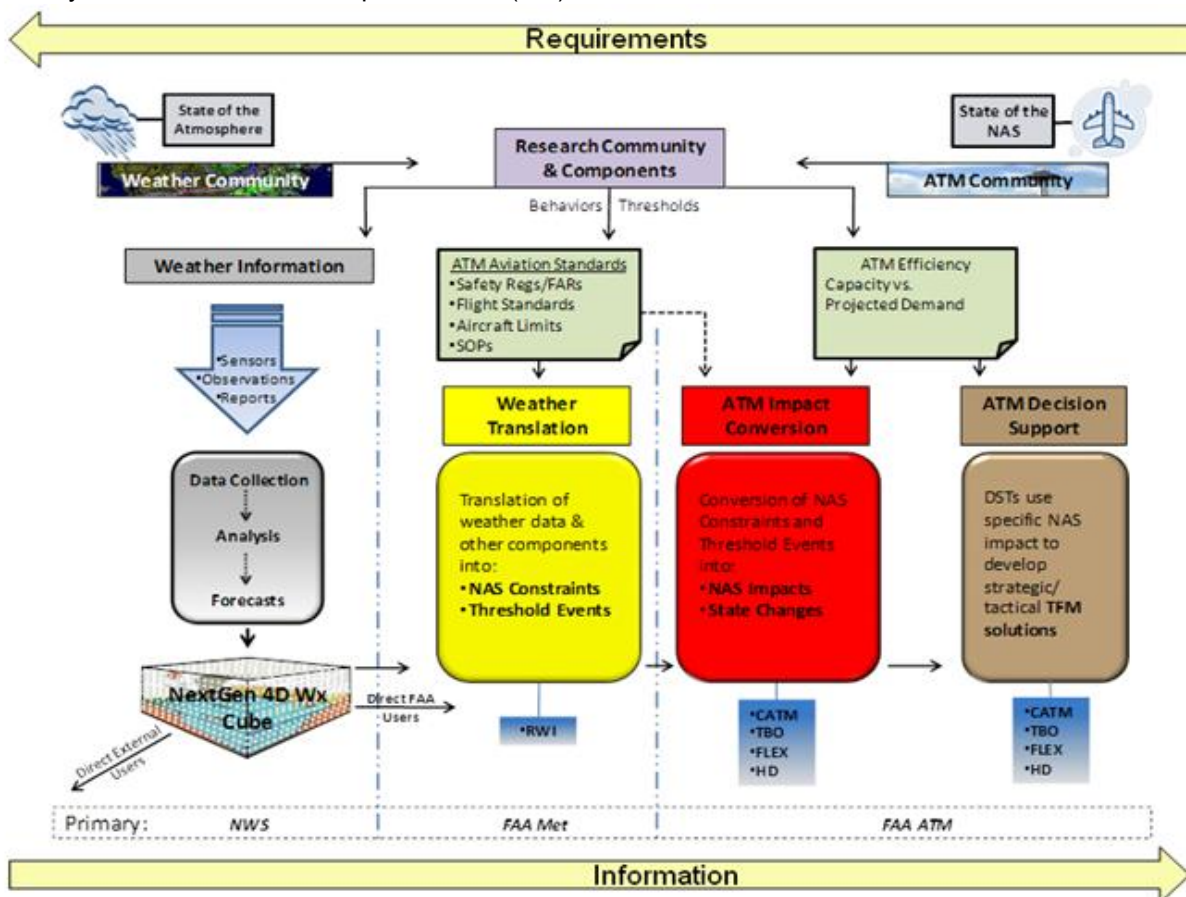 Requirements
State of the
Atmosphere
State of the
NAS
Research Community
& Components
Weather Community
ATM Community
Behaviors
Thresholds
Weather Information
ATM Aviation Standards
•Safety Regs/FARs
•Flight Standards
•Aircraft Limits
•SOPs
ATM Efficiency
Capacity vs.
Projected Demand
•Sensors
•Observations
•Reports
Weather
Translation
ATM Impact
Conversion
ATM Decision
Support
Data Collection
Analysis
Forecasts
Translation of
weather data &
other components
into:
•NAS Constraints
•Threshold Events
Conversion of NAS
Constraints and
Threshold Events
into:
•NAS Impacts
•State Changes
DSTs use
specific NAS
impact to
develop
strategic/
tactical TFM
solutions
NextGen 4D Wx
Cube
Direct FAA
Users
Direct External
Users
•RWI
•CATM
•TBO
•FLEX
•HD
•CATM
•TBO
•FLEX
•HD
Primary:
NWS
FAA Met
FAA ATM
Information